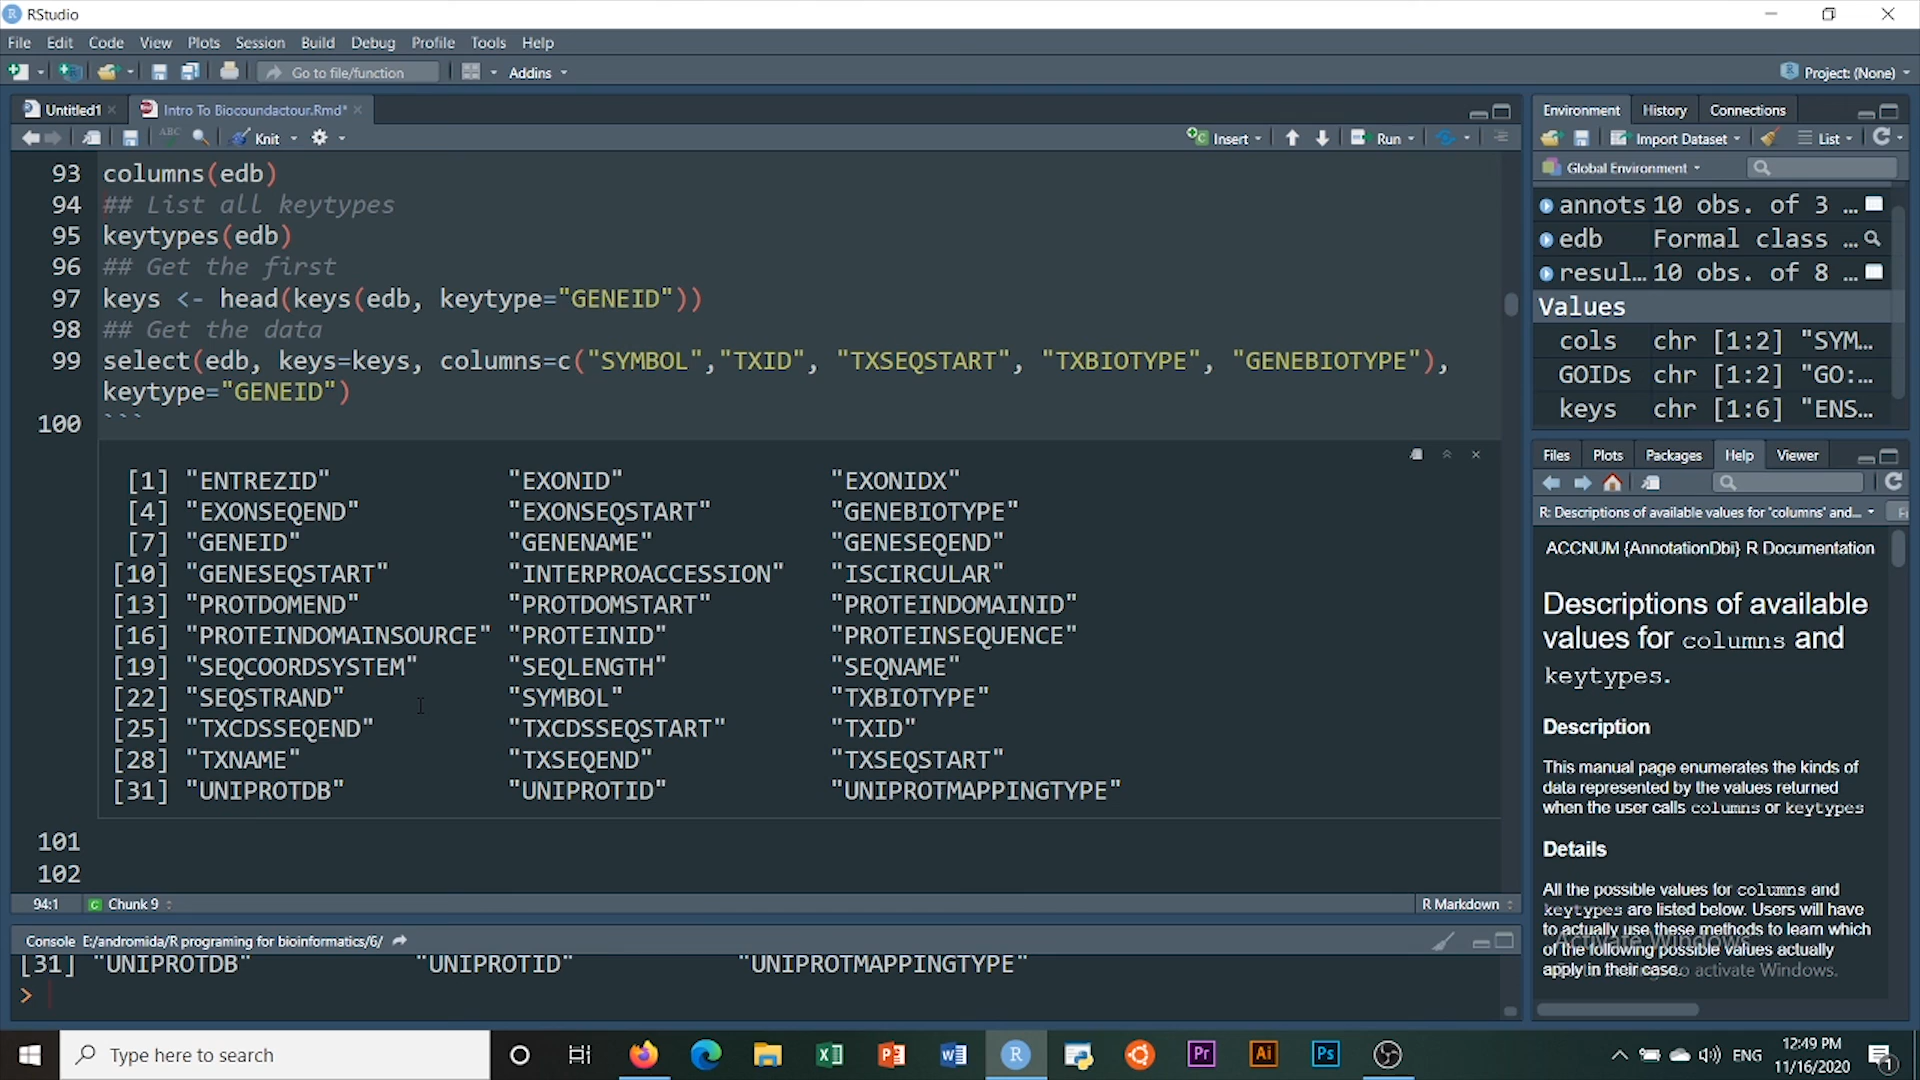 RStudio
File Edit Code View Plots Session Build Debug Profile Tools Help
Go to file/function Addins Project: (None)
Untitled1 Intro To Biocoundactour.Rmd*
ABC Knit Insert Run
93 columns(edb)
94 ## List all keytypes
95 keytypes(edb)
96 ## Get the first
97 keys <- head(keys(edb, keytype="GENEID"))
98 ## Get the data
99 select(edb, keys=keys, columns=c("SYMBOL","TXID", "TXSEQSTART", "TXBIOTYPE", "GENEBIOTYPE"),
keytype="GENEID")
100 ```
[1] "ENTREZID" "EXONID" "EXONIDX"
[4] "EXONSEQEND" "EXONSEQSTART" "GENEBIOTYPE"
[7] "GENEID" "GENENAME" "GENESEQEND"
[10] "GENESEQSTART" "INTERPROACCESSION" "ISCIRCULAR"
[13] "PROTDOMEND" "PROTDOMSTART" "PROTEINDOMAINID"
[16] "PROTEINDOMAINSOURCE" "PROTEINID" "PROTEINSEQUENCE"
[19] "SEQCOORDSYSTEM" "SEQLENGTH" "SEQNAME"
[22] "SEQSTRAND" "SYMBOL" "TXBIOTYPE"
[25] "TXCDSSEQEND" "TXCDSSEQSTART" "TXID"
[28] "TXNAME" "TXSEQEND" "TXSEQSTART"
[31] "UNIPROTDB" "UNIPROTID" "UNIPROTMAPPINGTYPE"
101
102
94:1 Chunk 9 R Markdown
Console E:/andromida/R programing for bioinformatics/6/
[31] "UNIPROTDB" "UNIPROTID" "UNIPROTMAPPINGTYPE"
>
Environment History Connections
Import Dataset List
Global Environment
annots 10 obs. of 3 …
edb Formal class …
resul… 10 obs. of 8 …
Values
cols chr [1:2] "SYM…
GOIDs chr [1:2] "GO:…
keys chr [1:6] "ENS…
Files Plots Packages Help Viewer
R: Descriptions of available values for 'columns' and...
ACCNUM {AnnotationDbi} R Documentation
Descriptions of available
values for columns and
keytypes.
Description
This manual page enumerates the kinds of
data represented by the values returned
when the user calls columns or keytypes
Details
All the possible values for columns and
keytypes are listed below. Users will have
to actually use these methods to learn which
of the following possible values actually
apply in their case.
Activate Windows
to activate Windows.
Type here to search
ENG 12:49 PM
11/16/2020